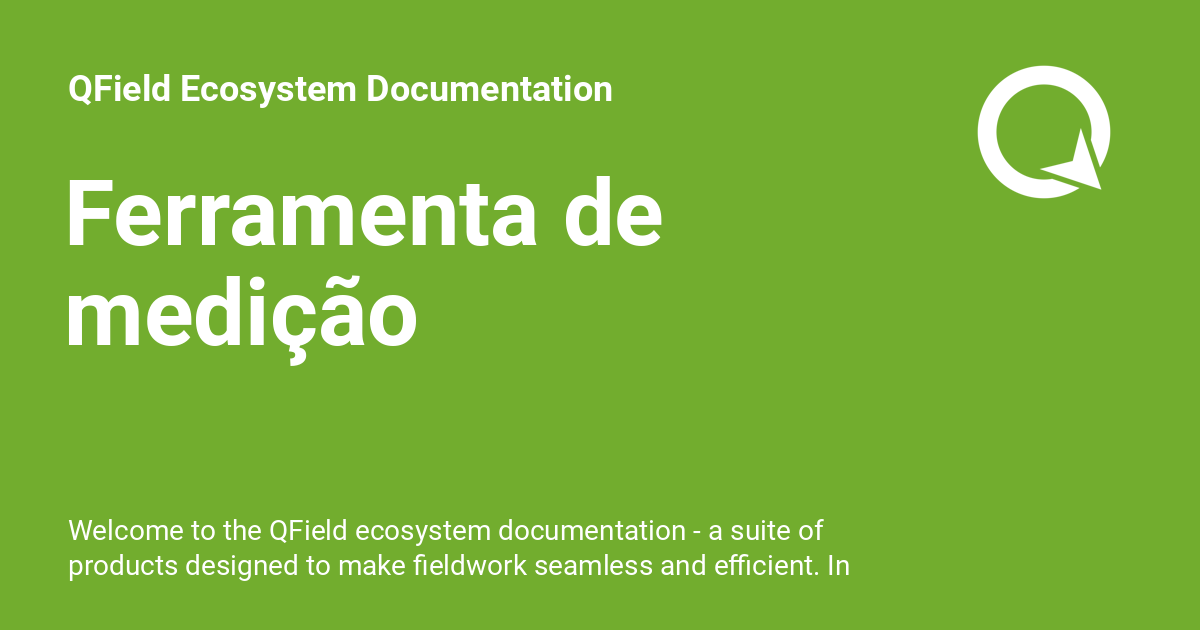 QField Ecosystem Documentation
Ferramenta de
medição
Welcome to the QField ecosystem documentation - a suite of
products designed to make fieldwork seamless and efficient. In